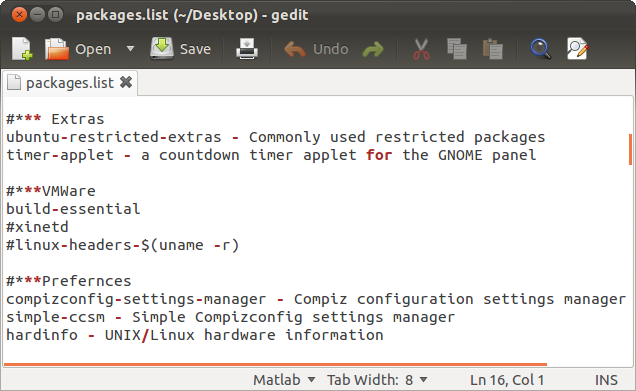 packages.list (~/Desktop) - gedit
Open Save Undo
packages.list
#*** Extras
ubuntu-restricted-extras - Commonly used restricted packages
timer-applet - a countdown timer applet for the GNOME panel
#***VMWare
build-essential
#xinetd
#linux-headers-$(uname -r)
#***Prefernces
compizconfig-settings-manager - Compiz configuration settings manager
simple-ccsm - Simple Compizconfig settings manager
hardinfo - UNIX/Linux hardware information
Matlab Tab Width: 8 Ln 16, Col 1 INS